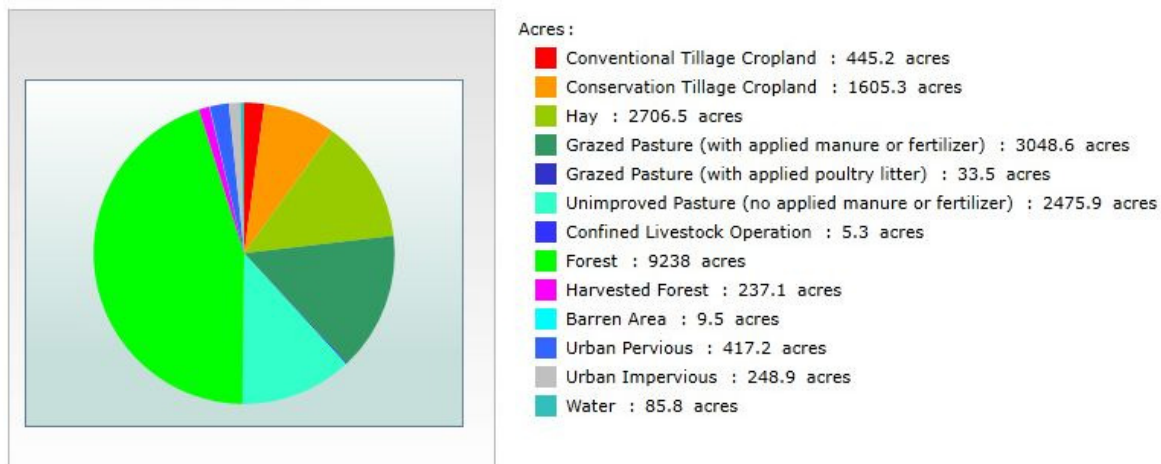 Acres:
Conventional Tillage Cropland : 445.2 acres
Conservation Tillage Cropland : 1605.3 acres
Hay : 2706.5 acres
Grazed Pasture (with applied manure or fertilizer) : 3048.6 acres
Grazed Pasture (with applied poultry litter) : 33.5 acres
Unimproved Pasture (no applied manure or fertilizer) : 2475.9 acres
Confined Livestock Operation : 5.3 acres
Forest : 9238 acres
Harvested Forest : 237.1 acres
Barren Area : 9.5 acres
Urban Pervious : 417.2 acres
Urban Impervious : 248.9 acres
Water : 85.8 acres